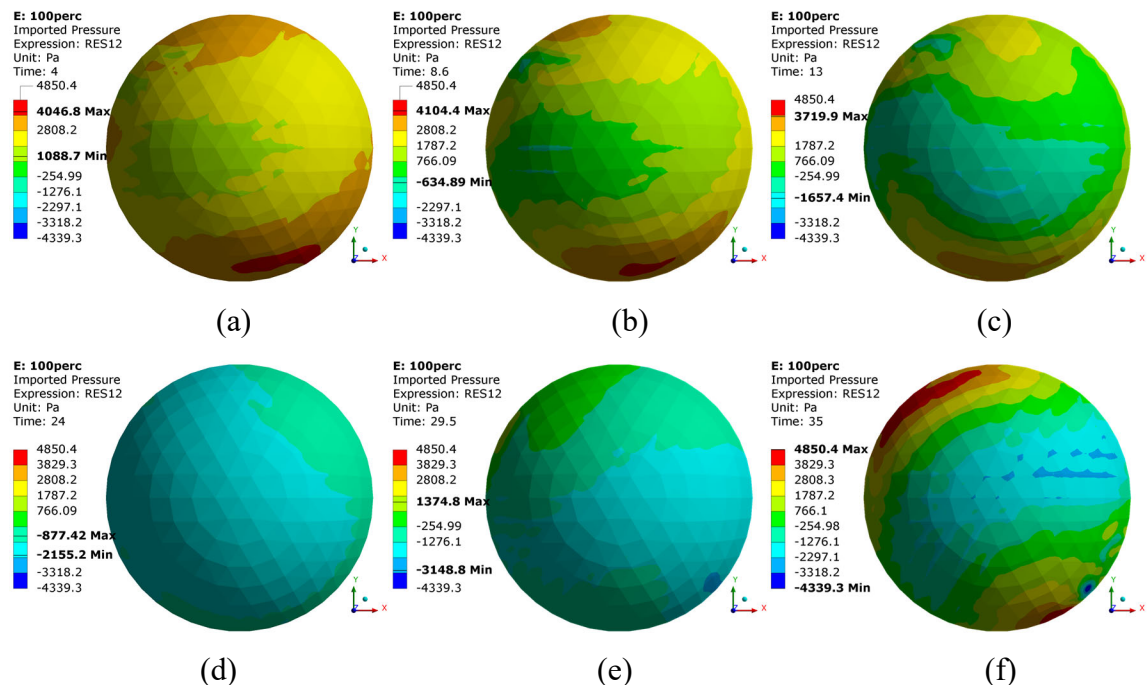 E: 100perc
Imported Pressure
Expression: RES12
Unit: Pa
Time: 4
4850.4
4046.8 Max
2808.2
1787.2
1088.7 Min
-254.99
-1276.1
-2297.1
-3318.2
-4339.3
Y
Z
X
(a)
E: 100perc
Imported Pressure
Expression: RES12
Unit: Pa
Time: 8.6
4850.4
4104.4 Max
2808.2
1787.2
766.09
-254.99
-634.89 Min
-2297.1
-3318.2
-4339.3
Y
Z
X
(b)
E: 100perc
Imported Pressure
Expression: RES12
Unit: Pa
Time: 13
4850.4
3719.9 Max
1787.2
766.09
-254.99
-1657.4 Min
-3318.2
-4339.3
Y
Z
X
(c)
E: 100perc
Imported Pressure
Expression: RES12
Unit: Pa
Time: 24
4850.4
3829.3
2808.2
1787.2
766.09
-877.42 Max
-2155.2 Min
-3318.2
-4339.3
Y
Z
X
(d)
E: 100perc
Imported Pressure
Expression: RES12
Unit: Pa
Time: 29.5
4850.4
3829.3
2808.2
1374.8 Max
-254.99
-1276.1
-3148.8 Min
-4339.3
Y
Z
X
(e)
E: 100perc
Imported Pressure
Expression: RES12
Unit: Pa
Time: 35
4850.4 Max
3829.3
2808.3
1787.2
766.1
-254.98
-1276.1
-2297.1
-3318.2
-4339.3 Min
Y
Z
X
(f)